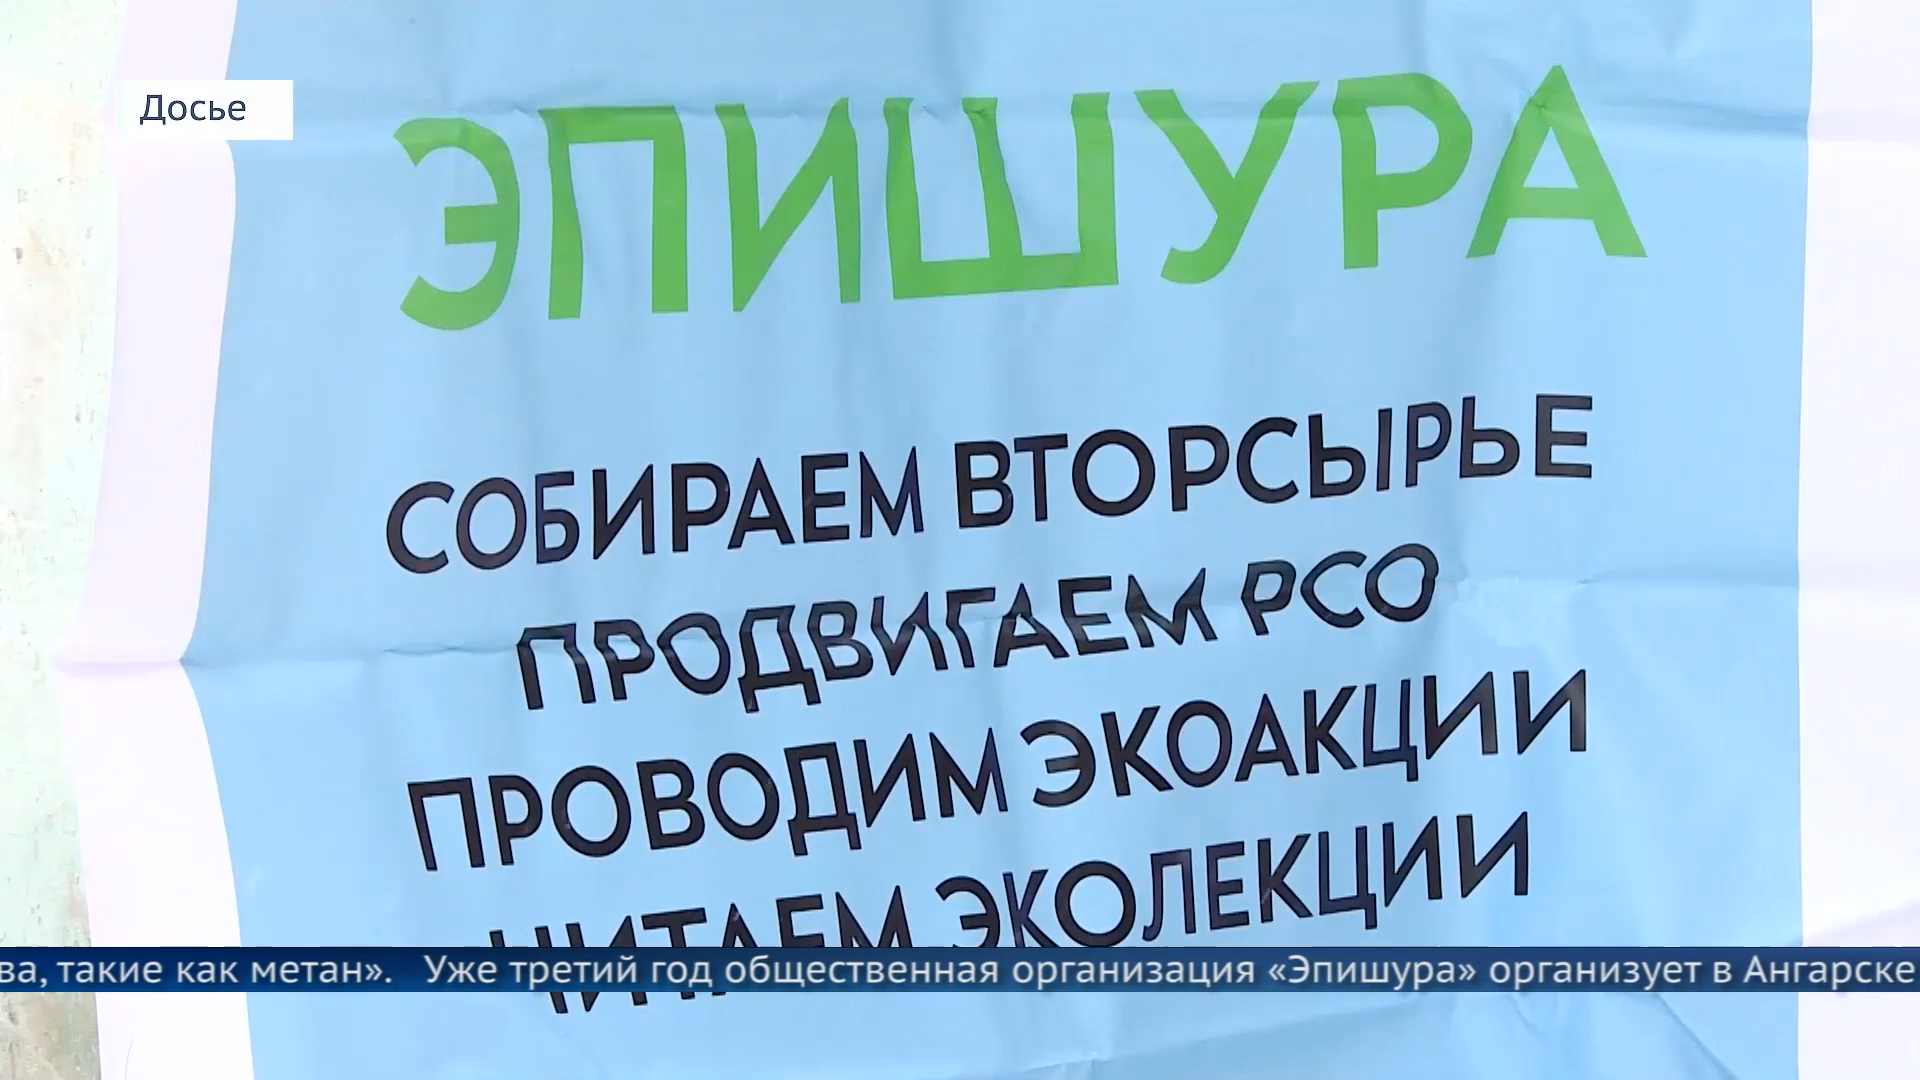 Досье
ЭПИШУРА
СОБИРАЕМ ВТОРСЫРЬЕ
ПРОДВИГАЕМ РСО
ПРОВОДИМ ЭКОАКЦИИ
ЧИТАЕМ ЭКОЛЕКЦИИ
ва, такие как метан». Уже третий год общественная организация «Эпишура» организует в Ангарске